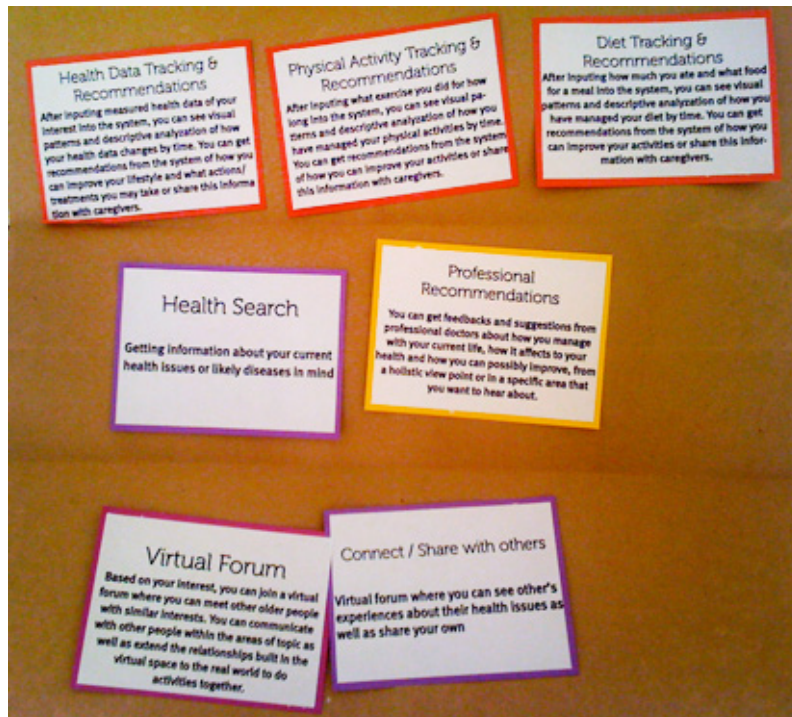 Health Data Tracking &
Recommendations
After inputing measured health data of your
interest into the system, you can see visual
patterns and descriptive analyzation of how
your health data changes by time. You can get
recommendations from the system of how you
can improve your lifestyle and what actions/
treatments you may take or share this informa
tion with caregivers.
Physical Activity Tracking &
Recommendations
After inputing what exercise you did for how
long into the system, you can see visual pa-
tterns and descriptive analyzation of how you
have managed your physical activities by time.
You can get recommendations from the system
of how you can improve your activities or share
this information with caregivers.
Diet Tracking &
Recommendations
After inputing how much you ate and what food
for a meal into the system, you can see visual
patterns and descriptive analyzation of how you
have managed your diet by time. You can get
recommendations from the system of how you
can improve your activities or share this infor-
mation with caregivers.
Health Search
Getting information about your current
health issues or likely diseases in mind
Professional
Recommendations
You can get feedbacks and suggestions from
professional doctors about how you manage
with your current life, how it affects to your
health and how you can possibly improve, from
a holistic view point or in a specific area that
you want to hear about.
Virtual Forum
Based on your interest, you can join a virtual
forum where you can meet other older people
with similar interests. You can communicate
with other people within the areas of topic as
well as extend the relationships built in the
virtual space to the real world to do
activities together.
Connect / Share with others
Virtual forum where you can see other's
experiences about their health issues as
well as share your own